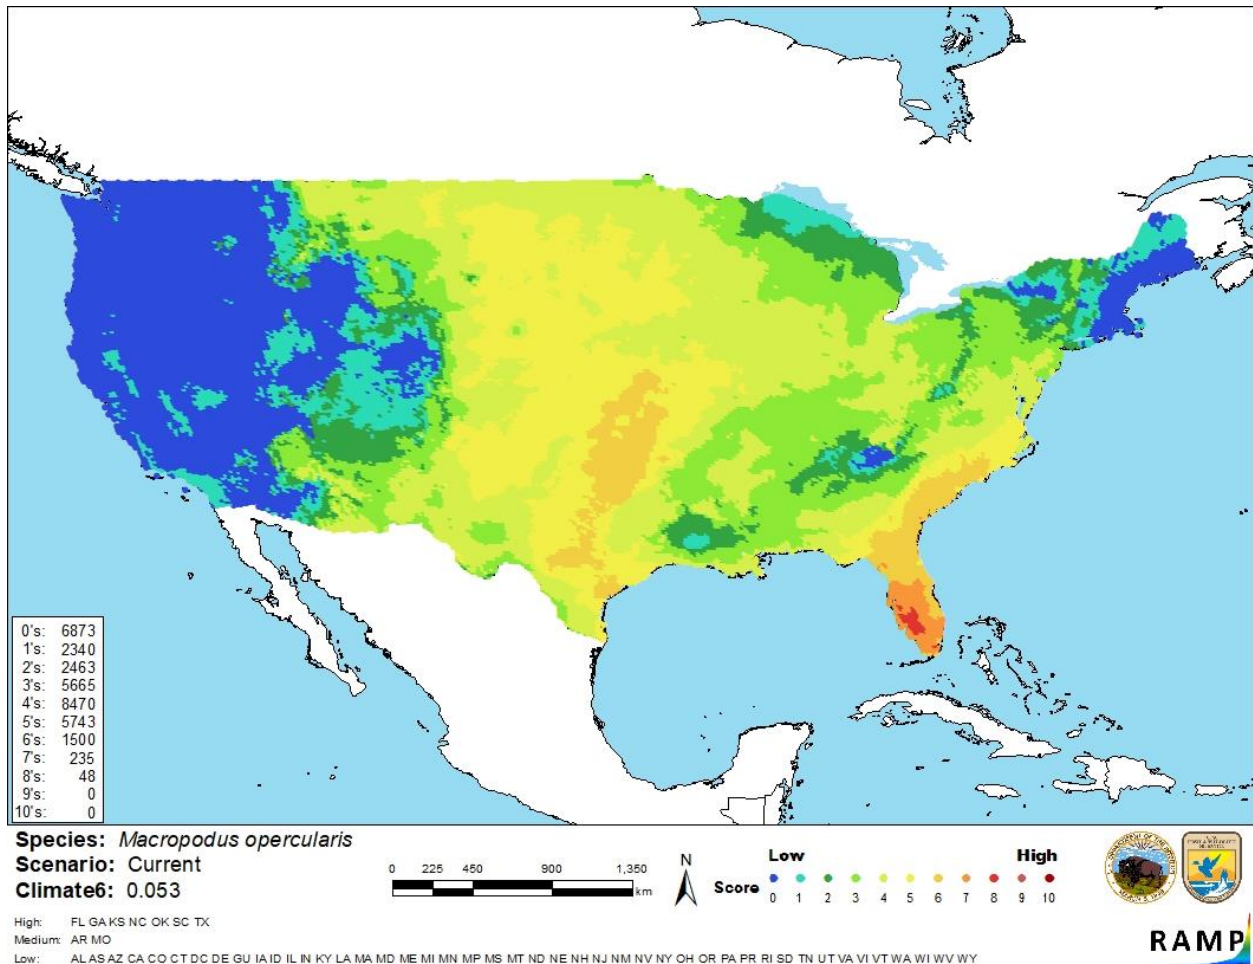 0's: 6873
1's: 2340
2's: 2463
3's: 5665
4's: 8470
5's: 5743
6's: 1500
7's: 235
8's: 48
9's: 0
10's: 0
Species: Macropodus opercularis
Scenario: Current
Climate6: 0.053
0 225 450 900 1,350
km
N
Low High
Score
0 1 2 3 4 5 6 7 8 9 10
High: FL GA KS NC OK SC TX
Medium: AR MO
Low: AL AS AZ CA CO CT DC DE GU IA ID IL IN KY LA MA MD ME MI MN MP MS MT ND NE NH NJ NM NV NY OH OR PA PR RI SD TN UT VA VI VT WA WI WV WY
RAMP